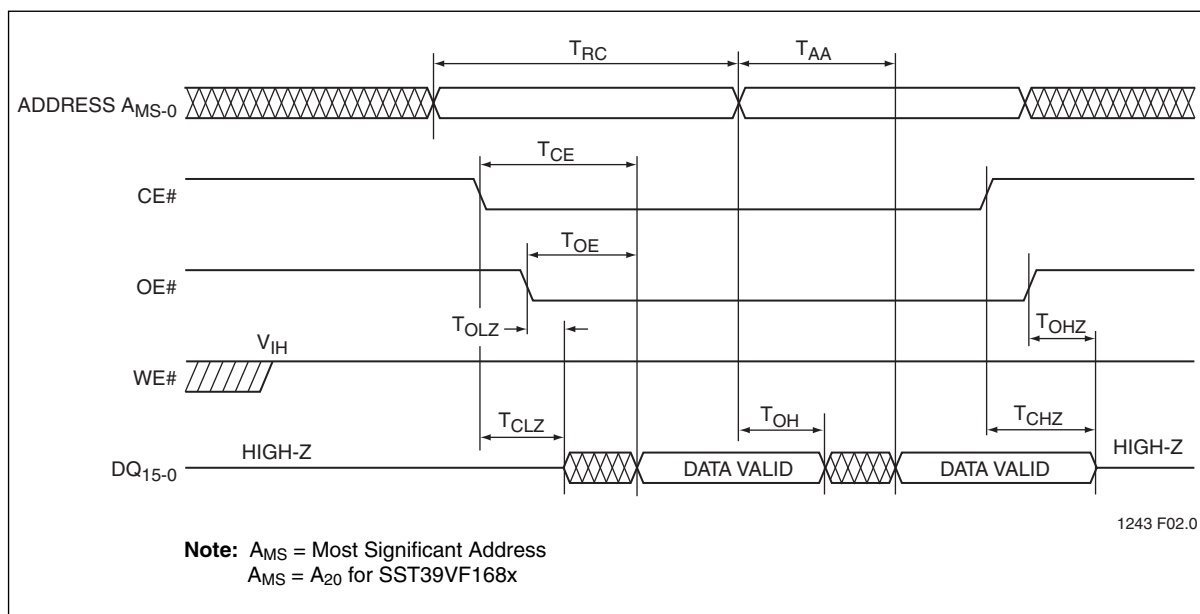 TRC TAA
ADDRESS AMS-0
TCE
CE#
TOE
OE#
TOLZ TOHZ
VIH
WE#
TCLZ TOH TCHZ
HIGH-Z HIGH-Z
DQ15-0 DATA VALID DATA VALID
1243 F02.0
Note: AMS = Most Significant Address
AMS = A20 for SST39VF168x